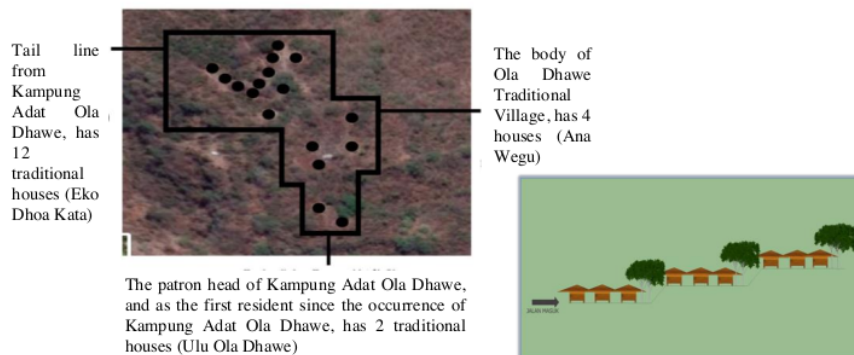 Tail line
from
Kampung
Adat Ola
Dhawe, has
12
traditional
houses (Eko
Dhoa Kata)
The body of
Ola Dhawe
Traditional
Village, has 4
houses (Ana
Wegu)
The patron head of Kampung Adat Ola Dhawe,
and as the first resident since the occurrence of
Kampung Adat Ola Dhawe, has 2 traditional
houses (Ulu Ola Dhawe)
JALAN MASUK